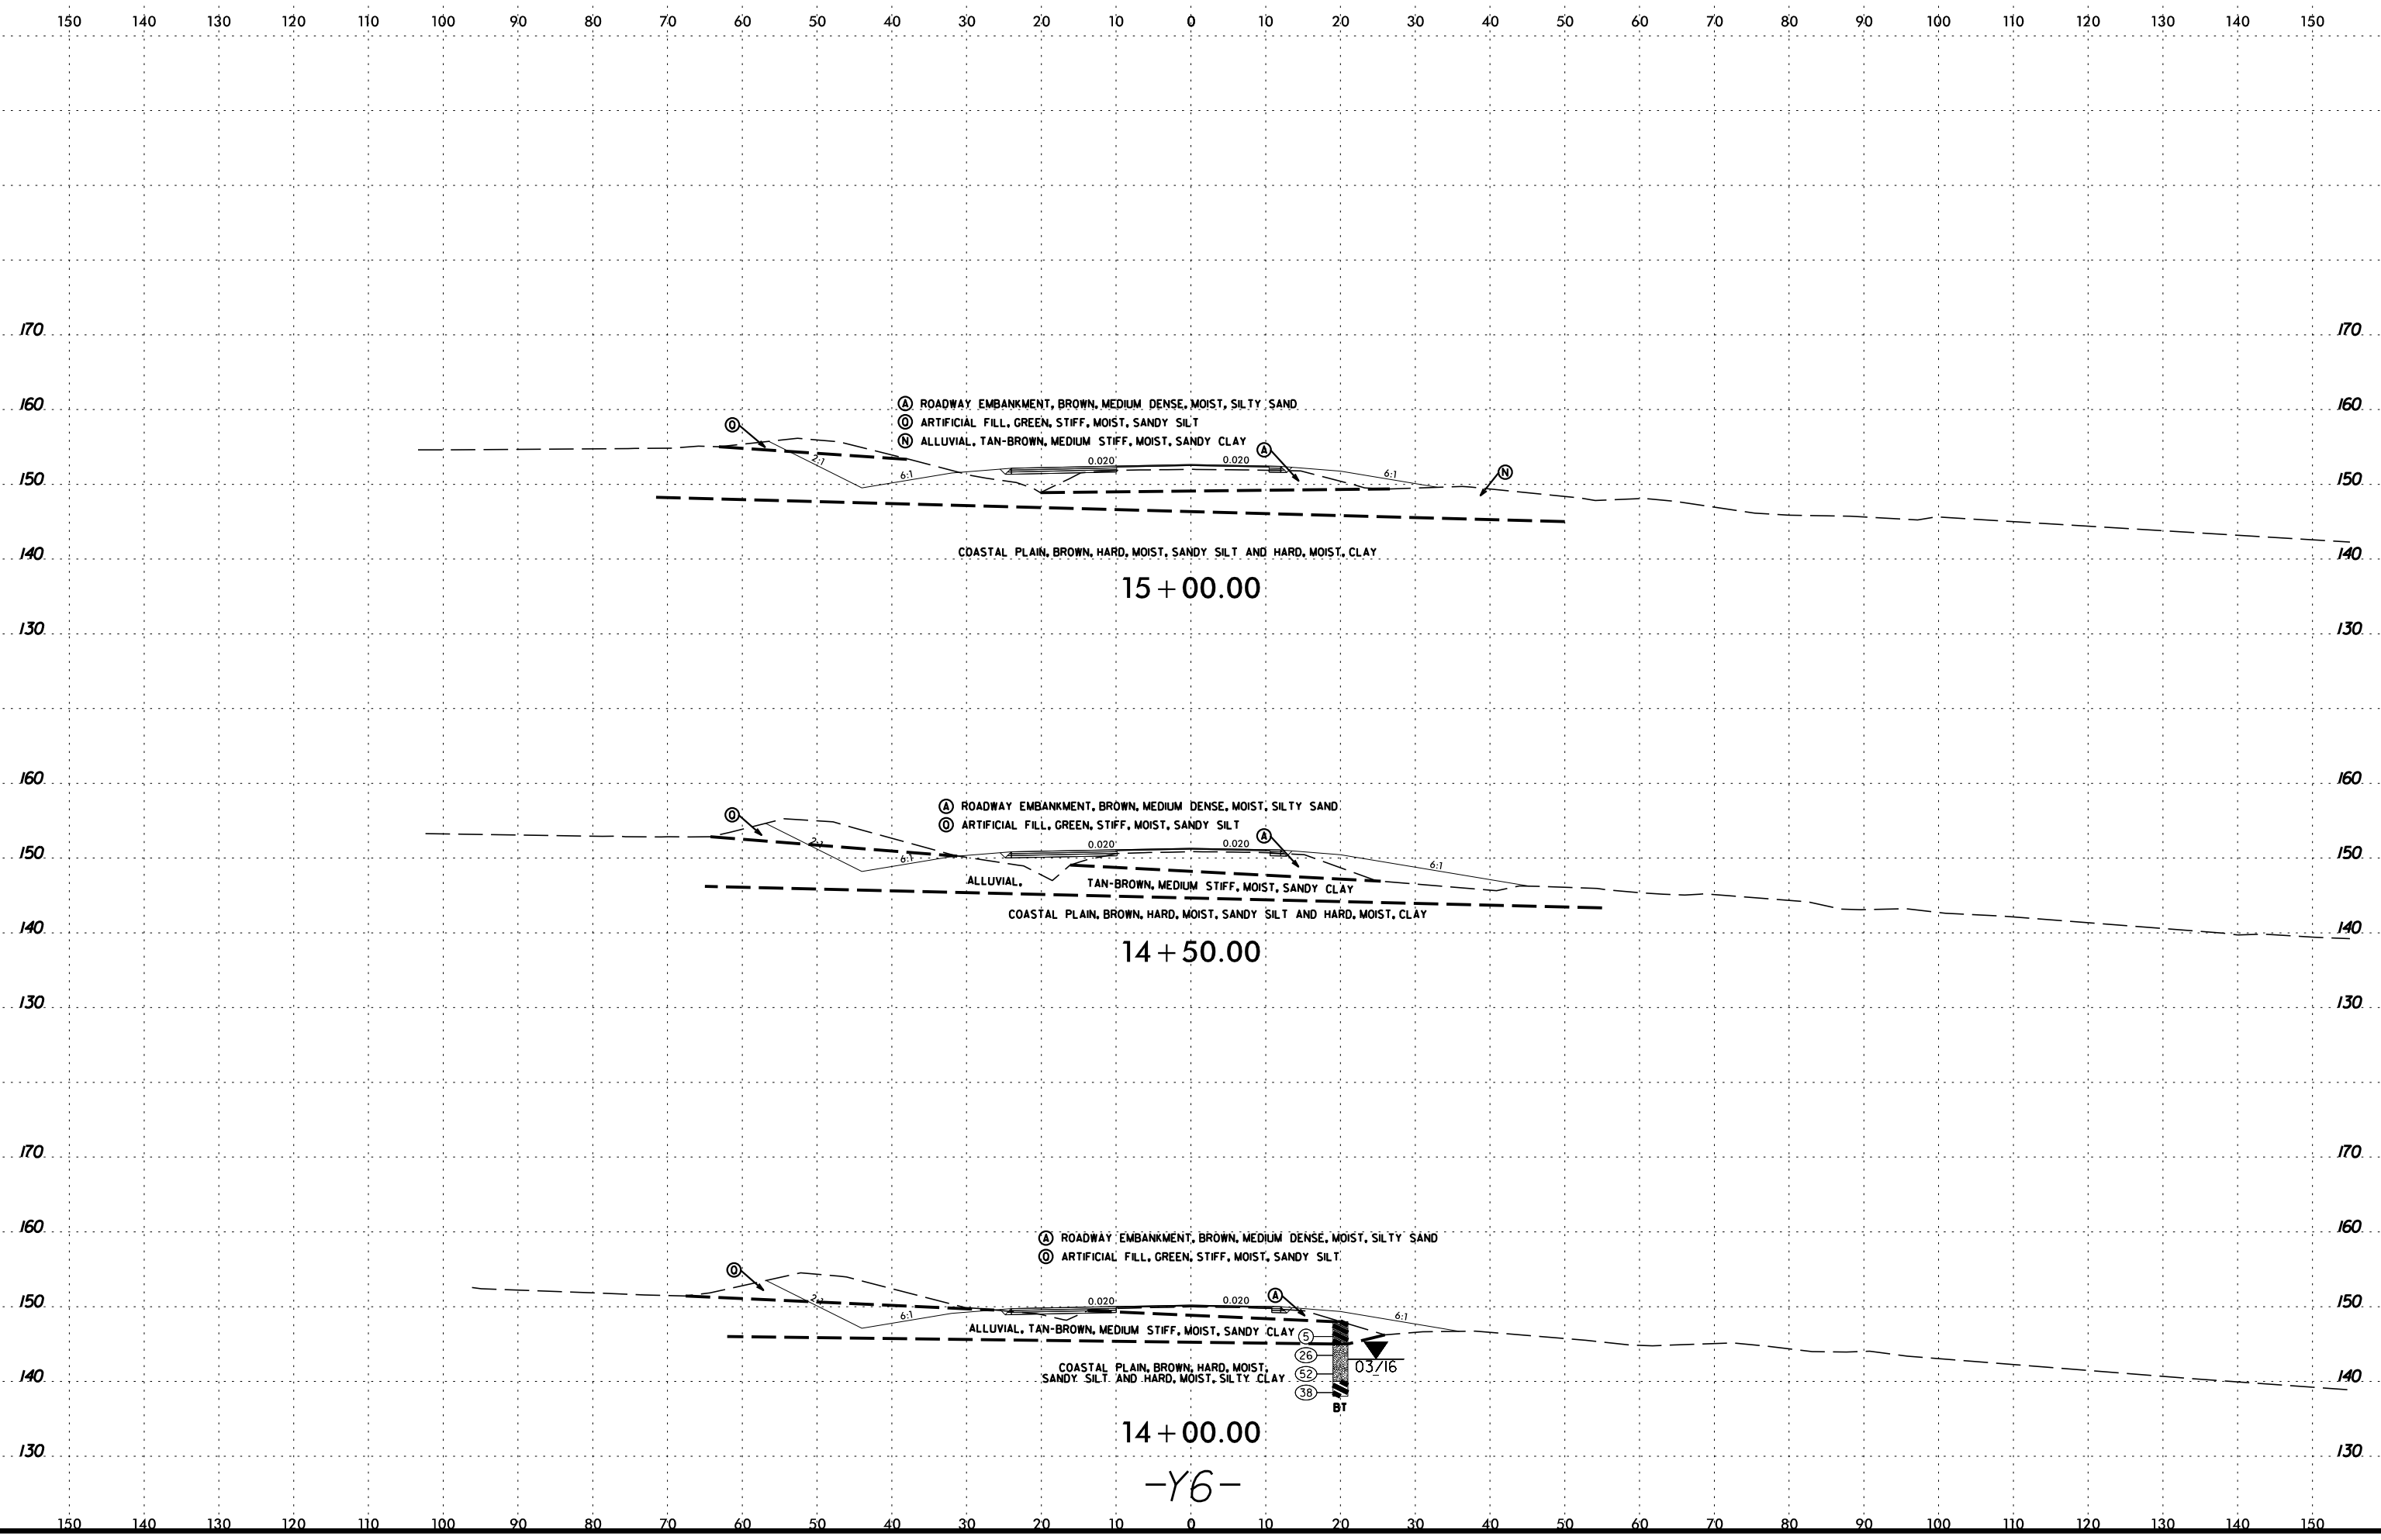 150 140 130 120 110 100 90 80 70 60 50 40 30 20 10 0 10 20 30 40 50 60 70 80 90 100 110 120 130 140 150
170 170
160 160
Ⓐ ROADWAY EMBANKMENT, BROWN, MEDIUM DENSE, MOIST, SILTY SAND
Ⓞ ARTIFICIAL FILL, GREEN, STIFF, MOIST, SANDY SILT
Ⓝ ALLUVIAL, TAN-BROWN, MEDIUM STIFF, MOIST, SANDY CLAY
O A N
2:1 6:1 0.020 0.020 6:1
150 150
COASTAL PLAIN, BROWN, HARD, MOIST, SANDY SILT AND HARD, MOIST, CLAY
140 140
15+00.00
130 130
160 160
Ⓐ ROADWAY EMBANKMENT, BROWN, MEDIUM DENSE, MOIST, SILTY SAND
Ⓞ ARTIFICIAL FILL, GREEN, STIFF, MOIST, SANDY SILT
O A
2:1 6:1 0.020 0.020 6:1
150 150
ALLUVIAL, TAN-BROWN, MEDIUM STIFF, MOIST, SANDY CLAY
COASTAL PLAIN, BROWN, HARD, MOIST, SANDY SILT AND HARD, MOIST, CLAY
140 140
14+50.00
130 130
170 170
160 160
Ⓐ ROADWAY EMBANKMENT, BROWN, MEDIUM DENSE, MOIST, SILTY SAND
Ⓞ ARTIFICIAL FILL, GREEN, STIFF, MOIST, SANDY SILT
O A
2:1 6:1 0.020 0.020 6:1
150 150
ALLUVIAL, TAN-BROWN, MEDIUM STIFF, MOIST, SANDY CLAY 5
26 03/16
COASTAL PLAIN, BROWN, HARD, MOIST,
SANDY SILT AND HARD, MOIST, SILTY CLAY 52
140 140
38
BT
14+00.00
130 130
-Y6-
150 140 130 120 110 100 90 80 70 60 50 40 30 20 10 0 10 20 30 40 50 60 70 80 90 100 110 120 130 140 150